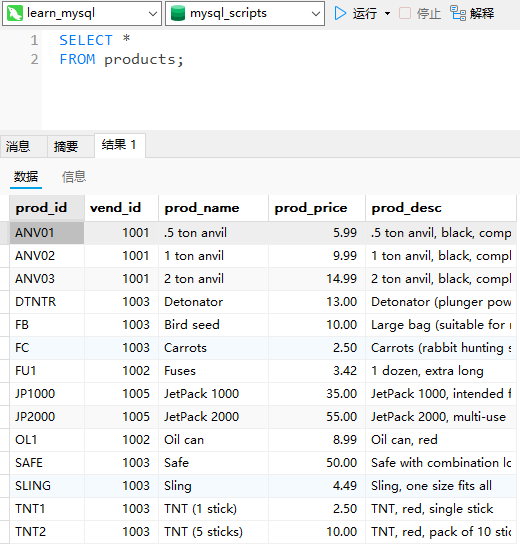 learn_mysql mysql_scripts 运行 停止 解释
1 SELECT *
2 FROM products;
消息 摘要 结果 1
数据 信息
prod_id vend_id prod_name prod_price prod_desc
ANV01 1001 .5 ton anvil 5.99 .5 ton anvil, black, comp
ANV02 1001 1 ton anvil 9.99 1 ton anvil, black, compl
ANV03 1001 2 ton anvil 14.99 2 ton anvil, black, compl
DTNTR 1003 Detonator 13.00 Detonator (plunger pow
FB 1003 Bird seed 10.00 Large bag (suitable for r
FC 1003 Carrots 2.50 Carrots (rabbit hunting s
FU1 1002 Fuses 3.42 1 dozen, extra long
JP1000 1005 JetPack 1000 35.00 JetPack 1000, intended f
JP2000 1005 JetPack 2000 55.00 JetPack 2000, multi-use
OL1 1002 Oil can 8.99 Oil can, red
SAFE 1003 Safe 50.00 Safe with combination lo
SLING 1003 Sling 4.49 Sling, one size fits all
TNT1 1003 TNT (1 stick) 2.50 TNT, red, single stick
TNT2 1003 TNT (5 sticks) 10.00 TNT, red, pack of 10 stic